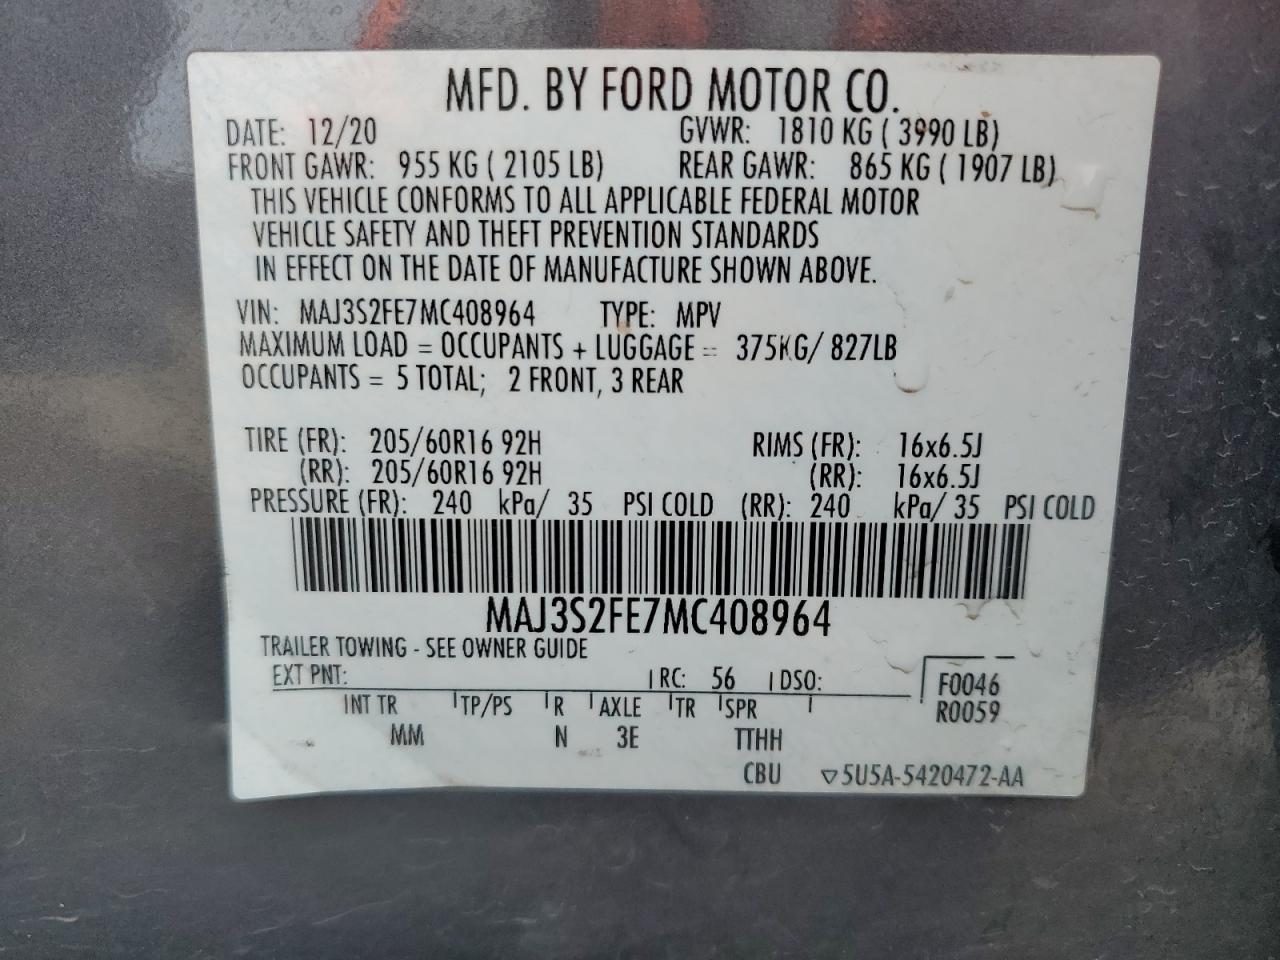 MFD. BY FORD MOTOR CO.
DATE: 12/20 GVWR: 1810 KG ( 3990 LB)
FRONT GAWR: 955 KG ( 2105 LB) REAR GAWR: 865 KG ( 1907 LB)
THIS VEHICLE CONFORMS TO ALL APPLICABLE FEDERAL MOTOR
VEHICLE SAFETY AND THEFT PREVENTION STANDARDS
IN EFFECT ON THE DATE OF MANUFACTURE SHOWN ABOVE.
VIN: MAJ3S2FE7MC408964 TYPE: MPV
MAXIMUM LOAD = OCCUPANTS + LUGGAGE = 375KG/ 827LB
OCCUPANTS = 5 TOTAL; 2 FRONT, 3 REAR
TIRE (FR): 205/60R16 92H RIMS (FR): 16x6.5J
(RR): 205/60R16 92H (RR): 16x6.5J
PRESSURE (FR): 240 kPa/ 35 PSI COLD (RR): 240 kPa/ 35 PSI COLD
MAJ3S2FE7MC408964
TRAILER TOWING - SEE OWNER GUIDE
EXT PNT: RC: 56 DSO: F0046
INT TR TP/PS R AXLE TR SPR R0059
MM N 3E TTHH
CBU ▽5U5A-5420472-AA